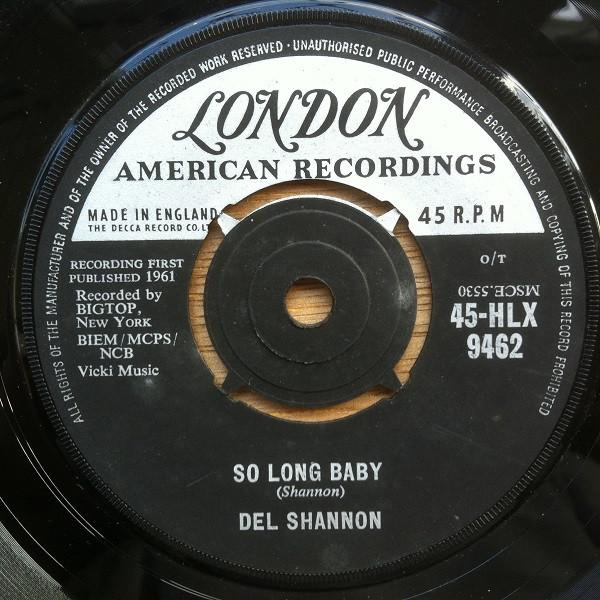 ALL RIGHTS OF THE MANUFACTURER AND OF THE OWNER OF THE RECORDED WORK RESERVED · UNAUTHORISED PUBLIC PERFORMANCE BROADCASTING AND COPYING OF THIS RECORD PROHIBITED
LONDON
AMERICAN RECORDINGS
MADE IN ENGLAND
THE DECCA RECORD CO. L
45 R.P.M
RECORDING FIRST
PUBLISHED 1961
Recorded by
BIGTOP,
New York
BIEM/MCPS/
NCB
Vicki Music
O/T
MSCE.5530
45-HLX
9462
SO LONG BABY
(Shannon)
DEL SHANNON